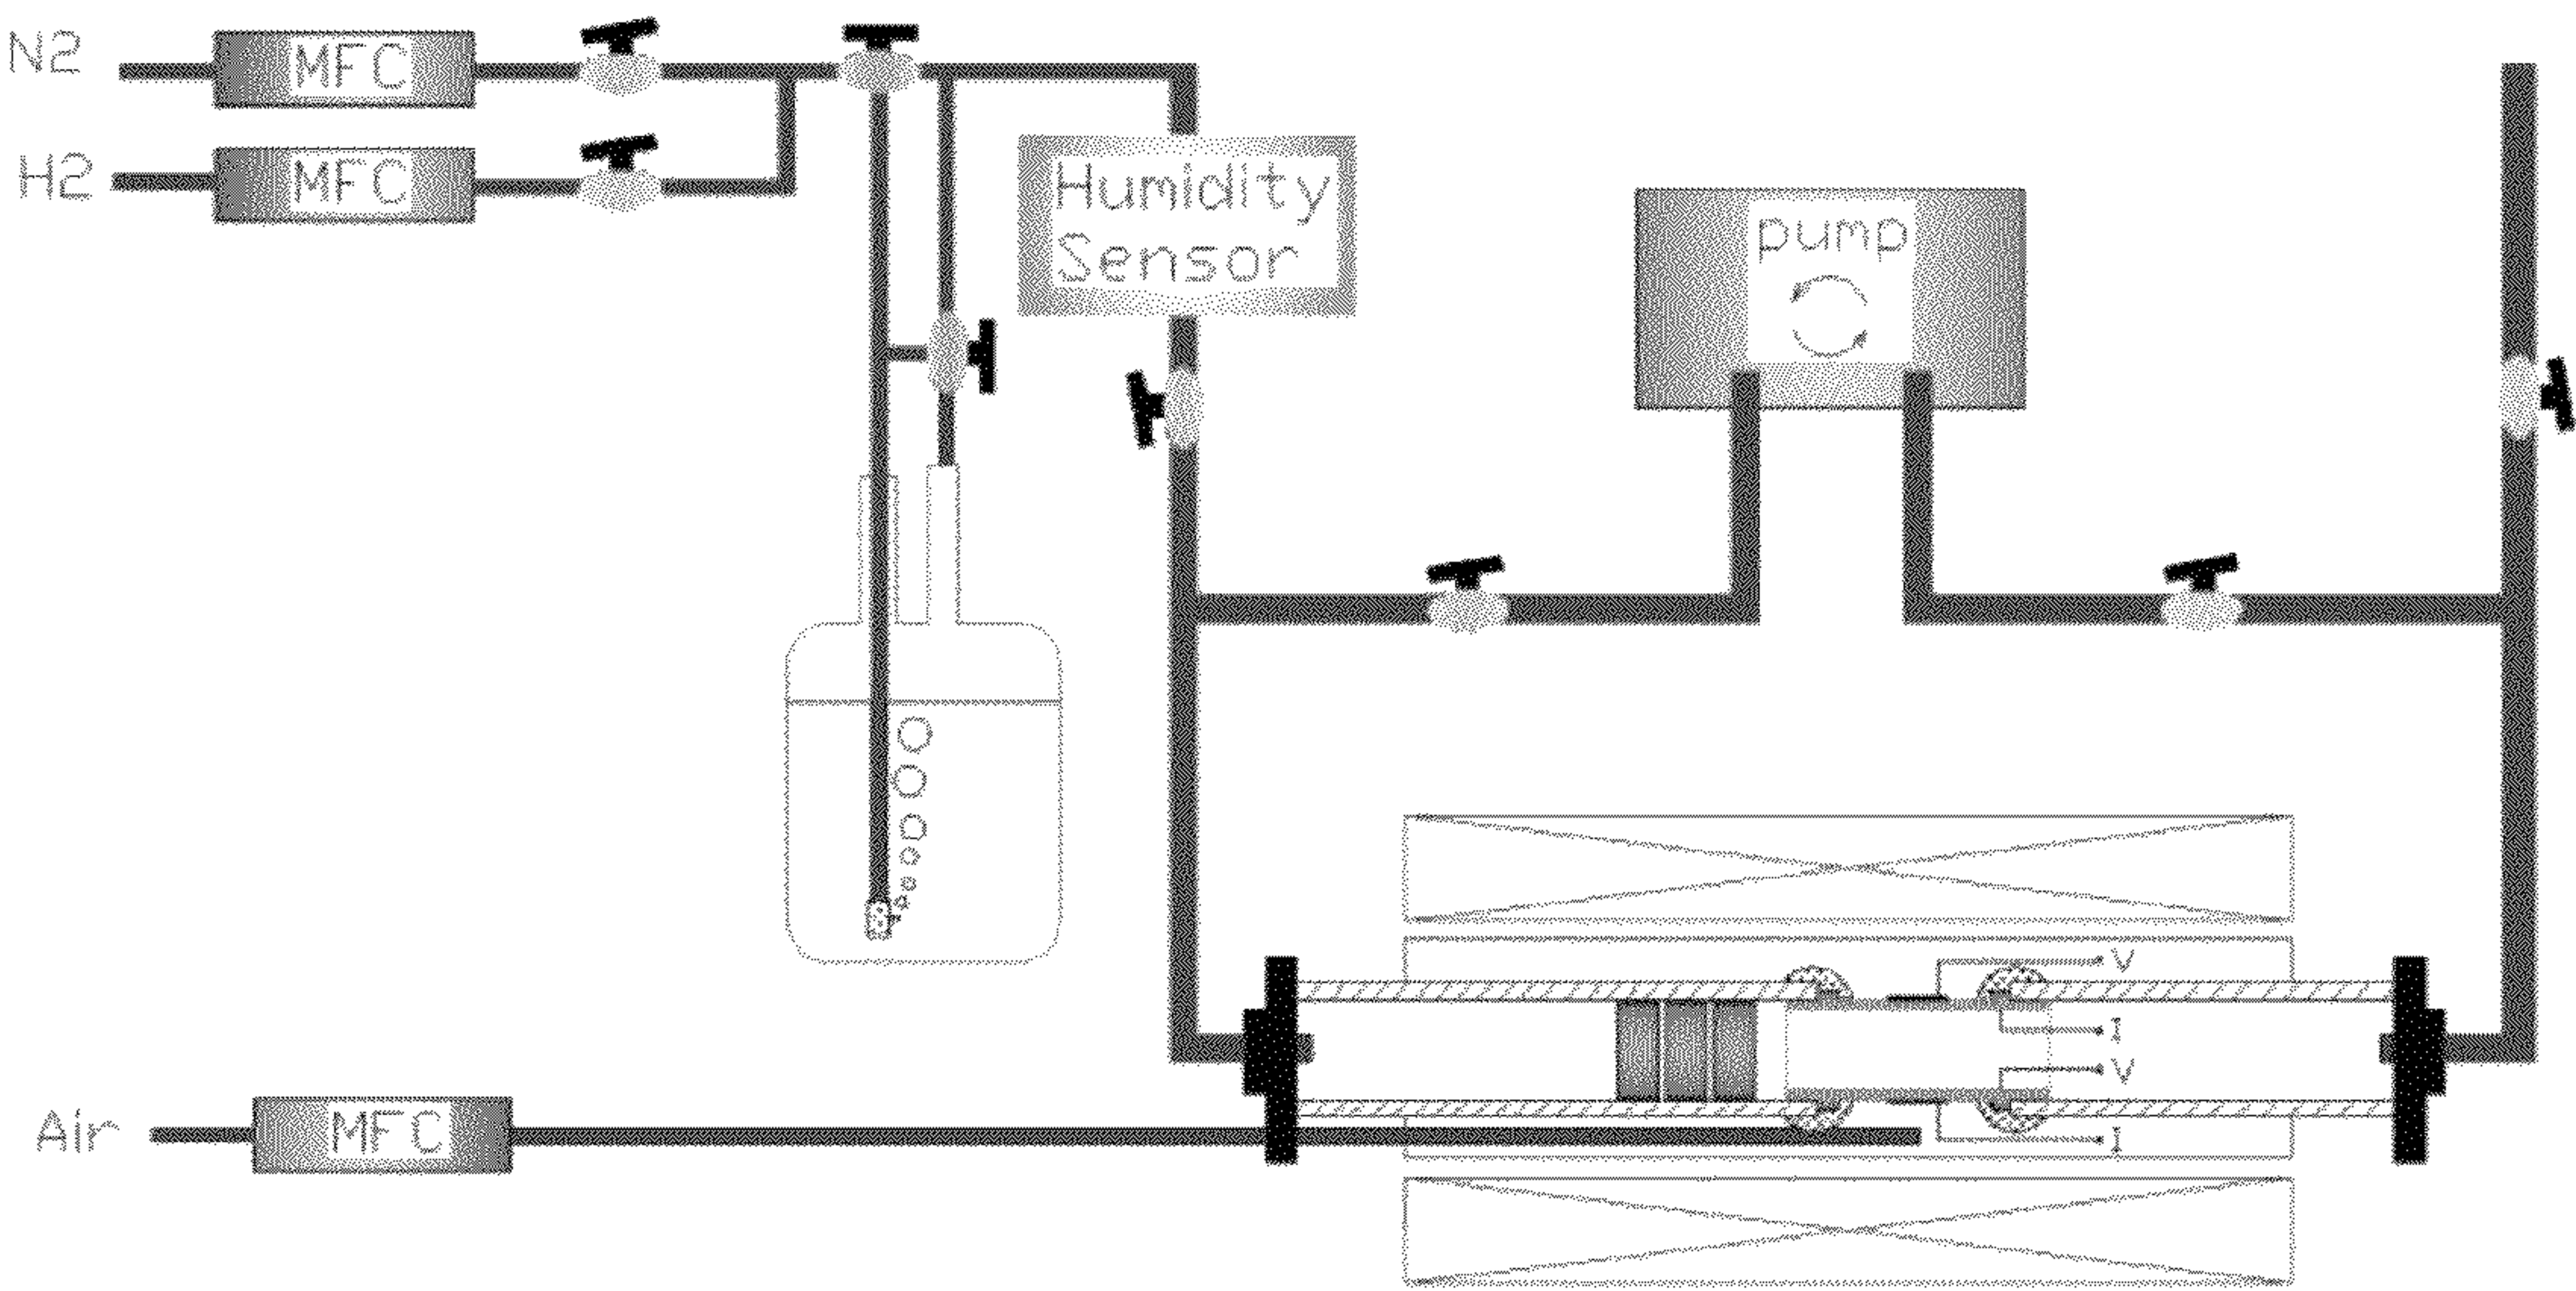 N2
MFC
H2
MFC
Humidity
Sensor
pump
V
I
V
I
Air
MFC